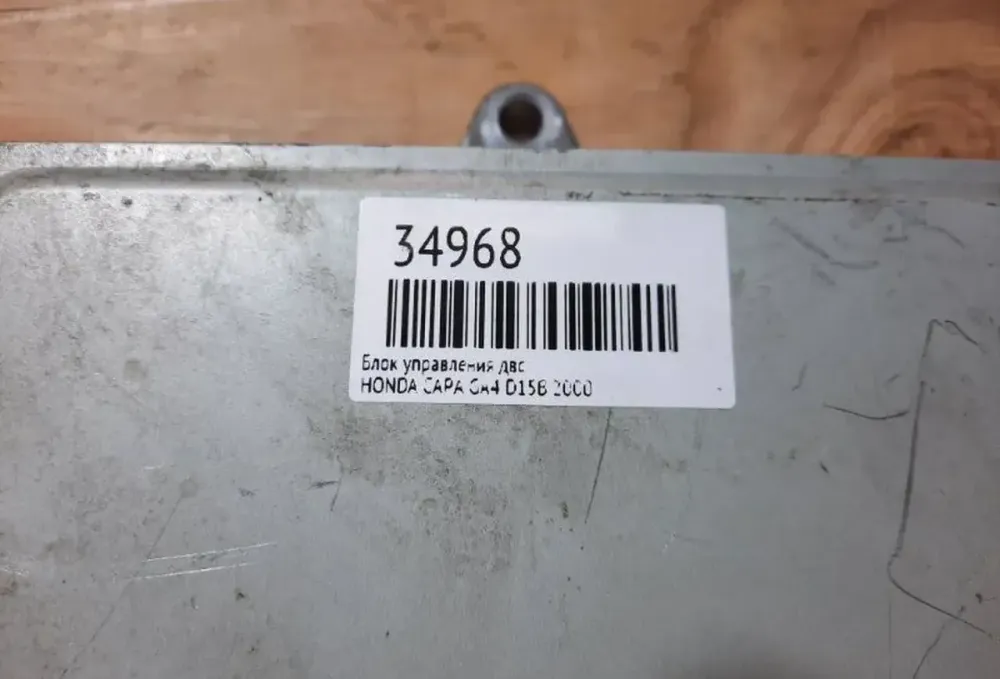 34968
Блок управления двс
HONDA CAPA GA4 D15B 2000